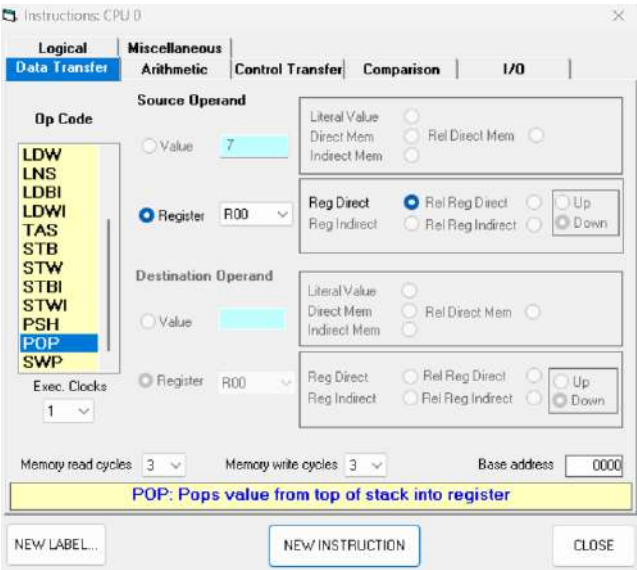 Instructions: CPU 0
Logical Miscellaneous
Data Transfer Arithmetic Control Transfer Comparison I/O
Op Code
LDW
LNS
LDBI
LDWI
TAS
STB
STW
STBI
STWI
PSH
POP
SWP
Exec. Clocks
1
Source Operand
Value 7
Literal Value
Direct Mem Rel Direct Mem
Indirect Mem
Register R00
Reg Direct Rel Reg Direct Up
Reg Indirect Rel Reg Indirect Down
Destination Operand
Value
Literal Value
Direct Mem Rel Direct Mem
Indirect Mem
Register R00
Reg Direct Rel Reg Direct Up
Reg Indirect Rel Reg Indirect Down
Memory read cycles 3 Memory write cycles 3 Base address 0000
POP: Pops value from top of stack into register
NEW LABEL... NEW INSTRUCTION CLOSE